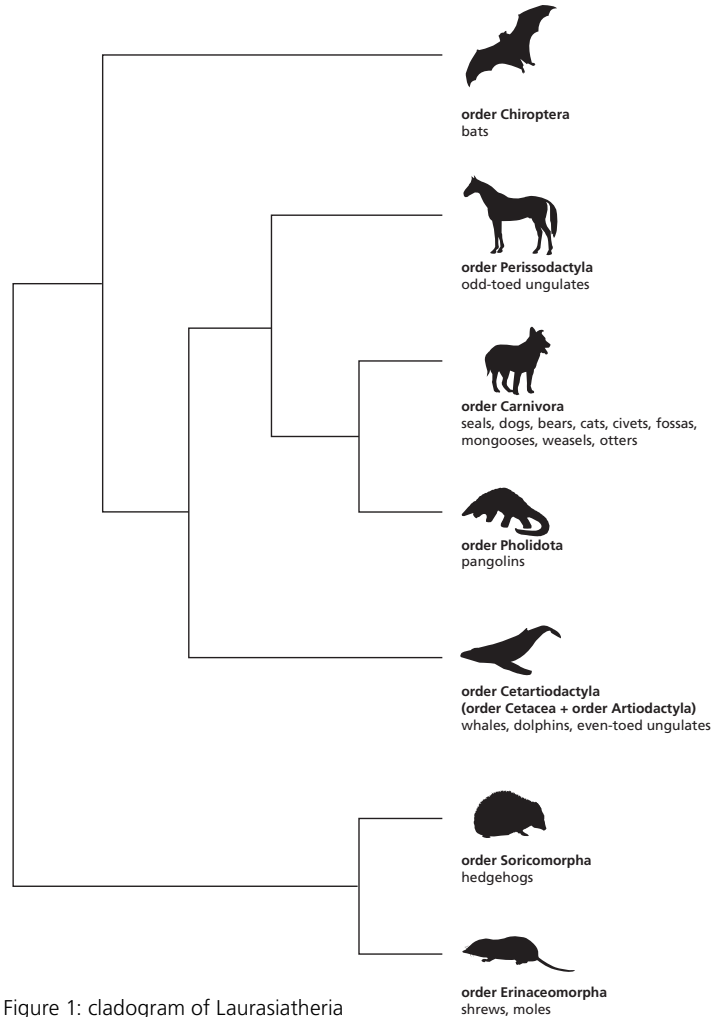 order Chiroptera
bats
order Perissodactyla
odd-toed ungulates
order Carnivora
seals, dogs, bears, cats, civets, fossas,
mongooses, weasels, otters
order Pholidota
pangolins
order Cetartiodactyla
(order Cetacea + order Artiodactyla)
whales, dolphins, even-toed ungulates
order Soricomorpha
hedgehogs
order Erinaceomorpha
shrews, moles
Figure 1: cladogram of Laurasiatheria